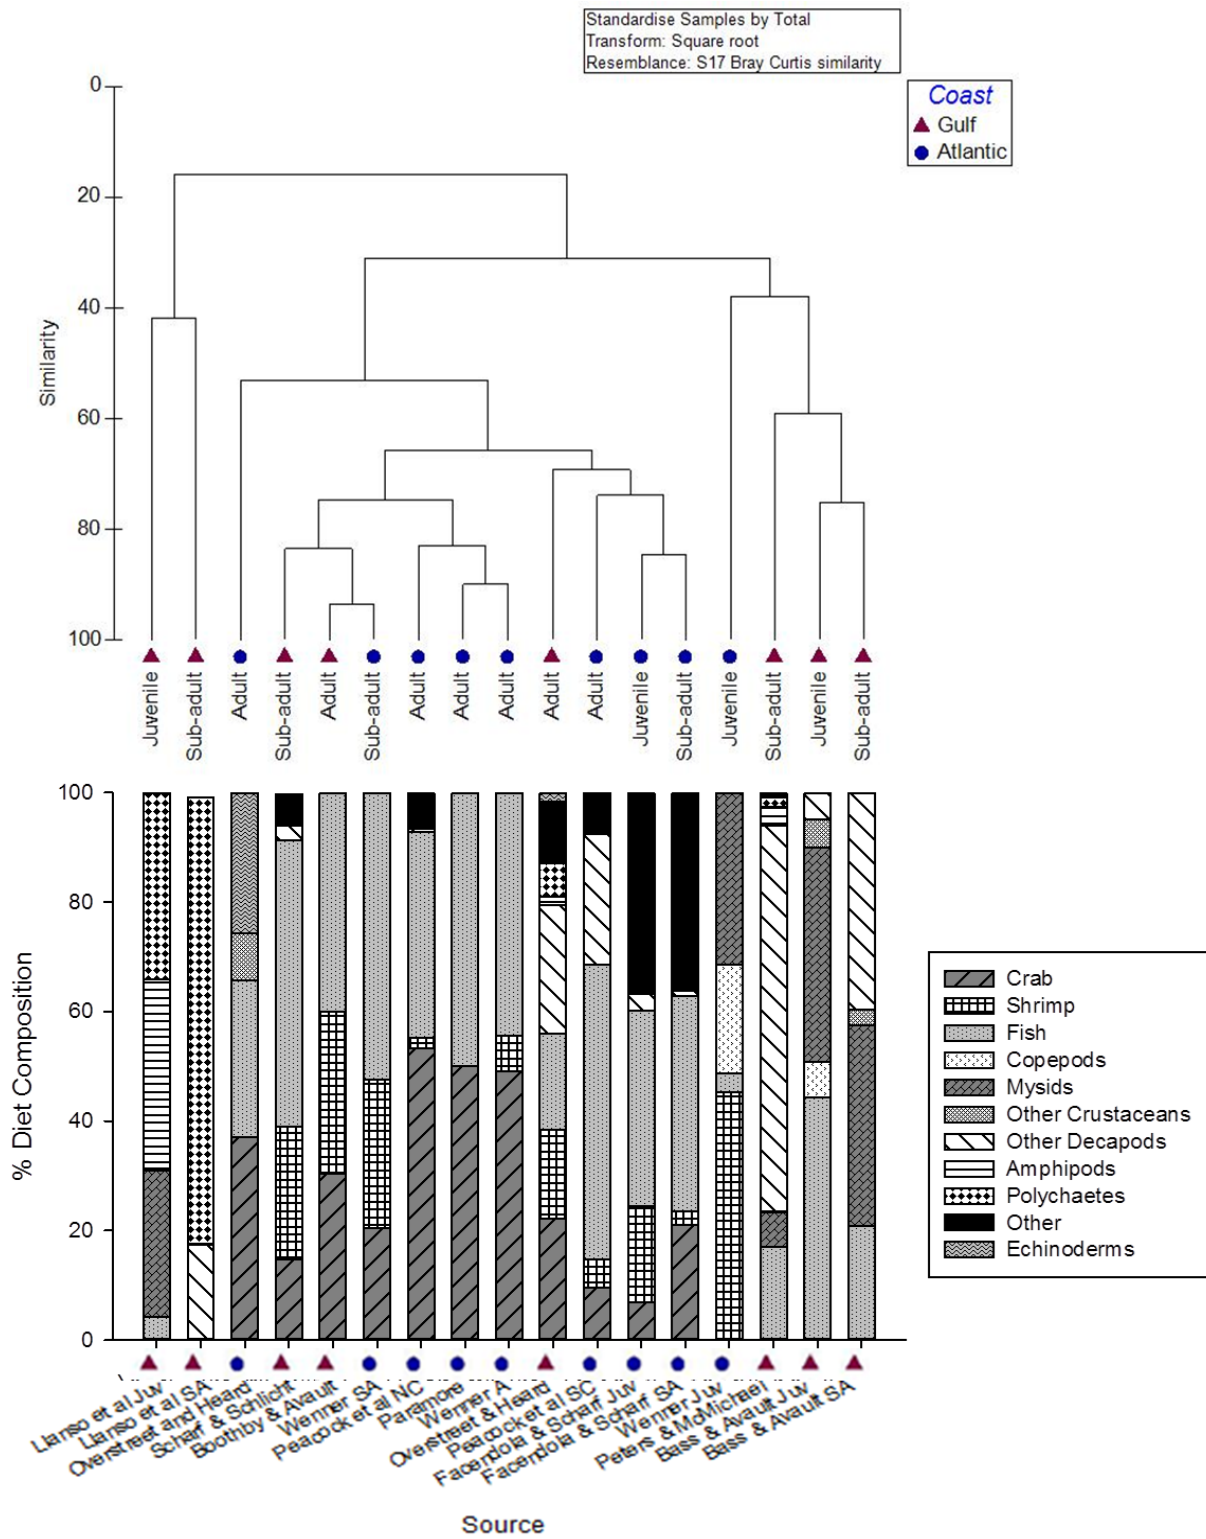 Standardise Samples by Total
Transform: Square root
Resemblance: S17 Bray Curtis similarity
Coast
Gulf
Atlantic
0
20
40
60
80
100
Similarity
Juvenile
Sub-adult
Adult
Sub-adult
Adult
Sub-adult
Adult
Adult
Adult
Adult
Adult
Juvenile
Sub-adult
Juvenile
Sub-adult
Juvenile
Sub-adult
100
80
60
40
20
0
% Diet Composition
Crab
Shrimp
Fish
Copepods
Mysids
Other Crustaceans
Other Decapods
Amphipods
Polychaetes
Other
Echinoderms
Llanso et al Juv
Llanso et al SA
Overstreet and Heard
Scharf & Schlicht
Boothby & Avault
Wenner SA
Peacock et al NC
Paramore
Wenner A
Overstreet & Heard
Peacock et al SC
Facendola & Scharf Juv
Facendola & Scharf SA
Wenner Juv
Peters & McMichael
Bass & Avault Juv
Bass & Avault SA
Source